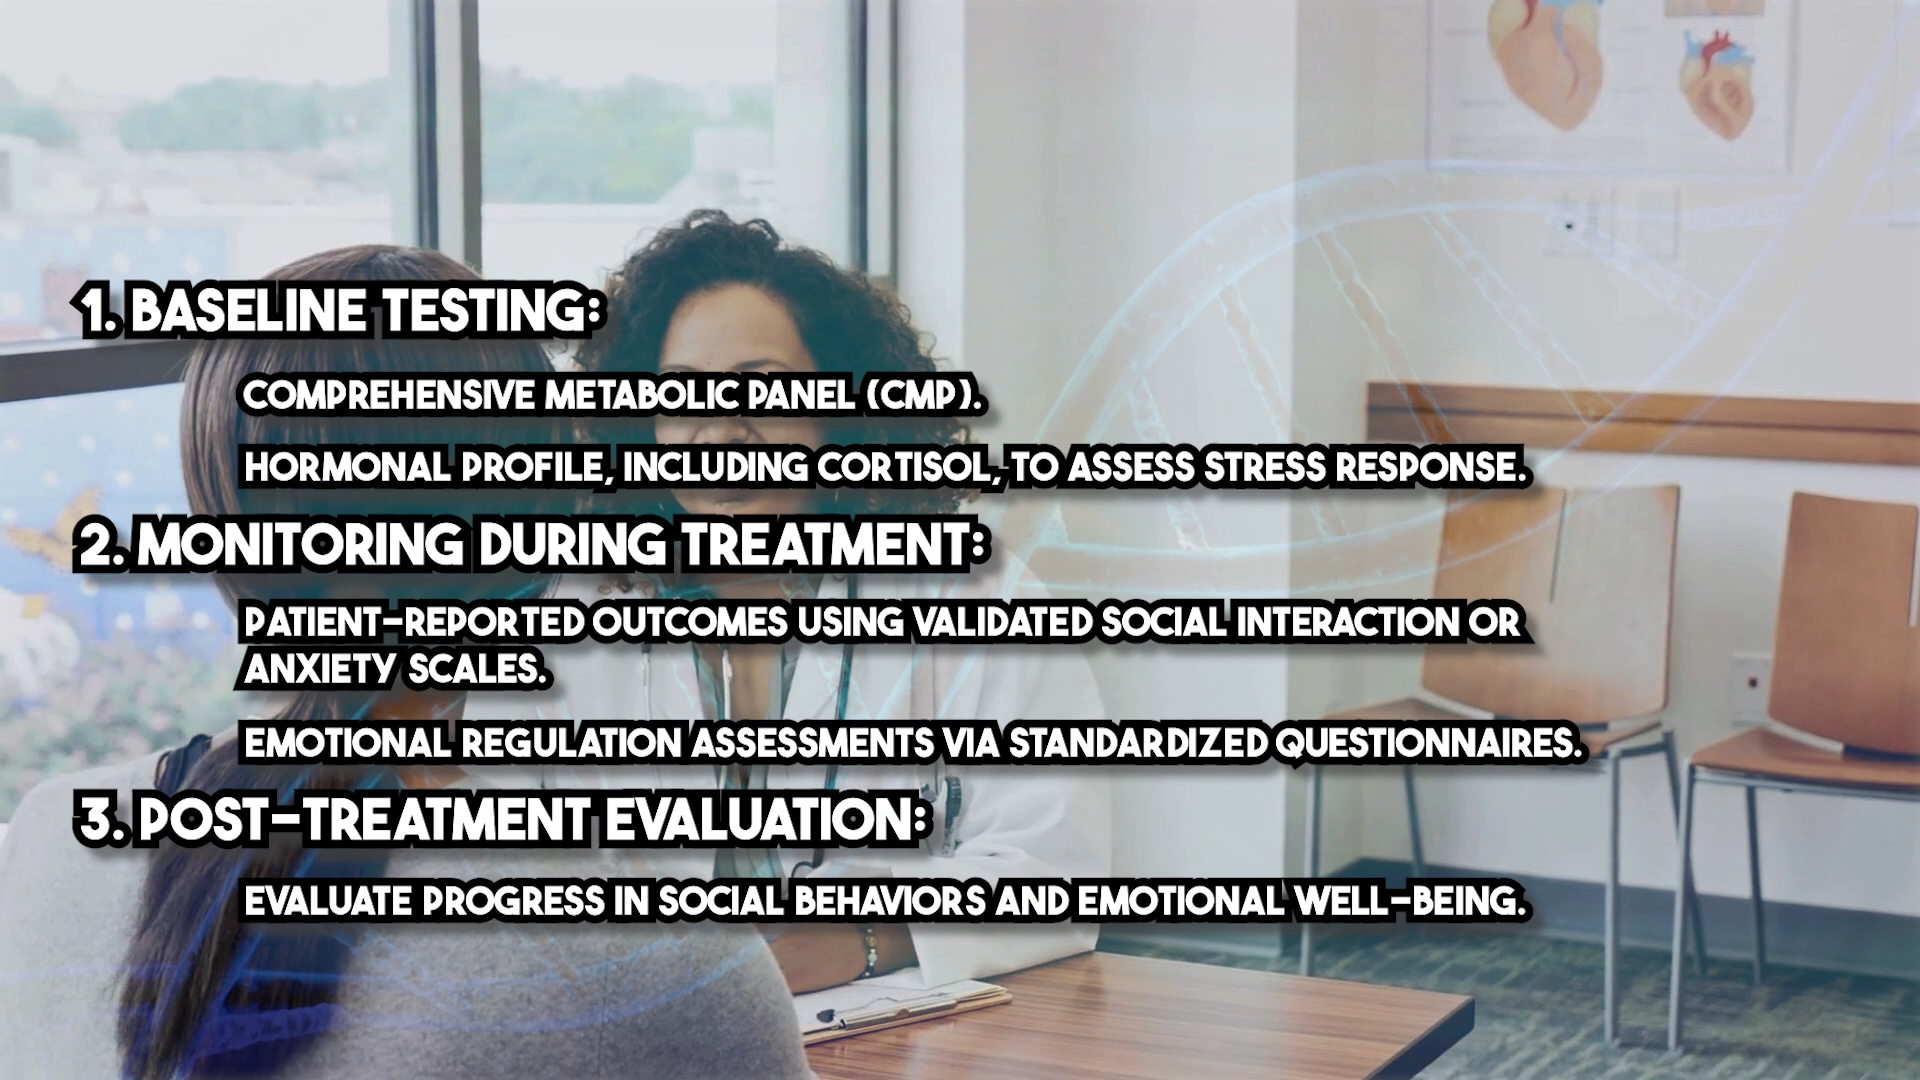 1. BASELINE TESTING:
COMPREHENSIVE METABOLIC PANEL (CMP).
HORMONAL PROFILE, INCLUDING CORTISOL, TO ASSESS STRESS RESPONSE.
2. MONITORING DURING TREATMENT:
PATIENT-REPORTED OUTCOMES USING VALIDATED SOCIAL INTERACTION OR
ANXIETY SCALES.
EMOTIONAL REGULATION ASSESSMENTS VIA STANDARDIZED QUESTIONNAIRES.
3. POST-TREATMENT EVALUATION:
EVALUATE PROGRESS IN SOCIAL BEHAVIORS AND EMOTIONAL WELL-BEING.